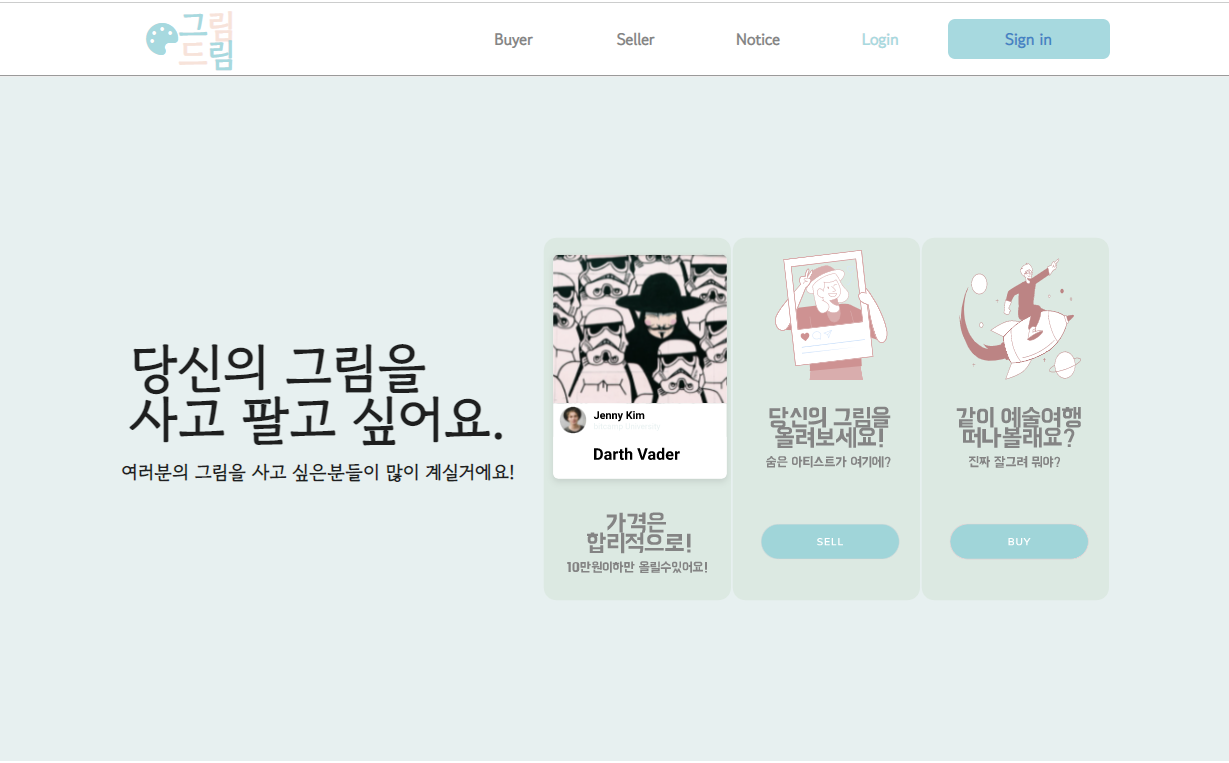 그림
드림
Buyer
Seller
Notice
Login
Sign in
당신의 그림을
사고 팔고 싶어요.
여러분의 그림을 사고 싶은분들이 많이 계실거에요!
Jenny Kim
Darth Vader
가격은
합리적으로!
10만원이하만 올릴수있어요!
당신의 그림을
올려보세요!
숨은 아티스트가 여기에?
SELL
같이 예술여행
떠나볼래요?
진짜 잘그려 뭐야?
BUY